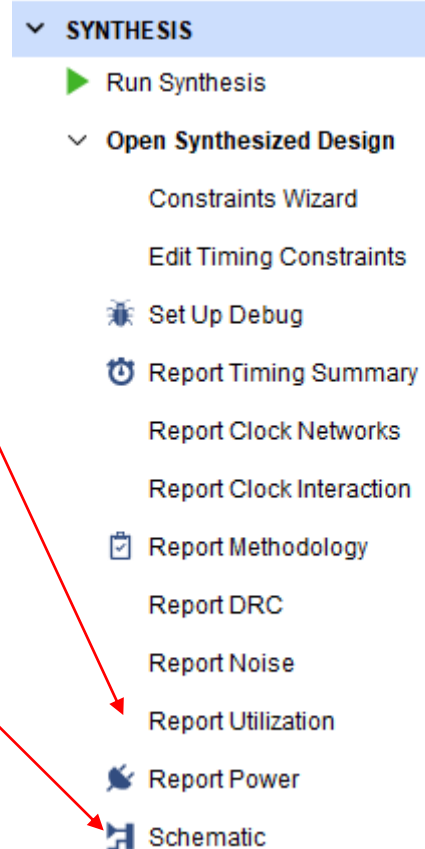 SYNTHESIS
Run Synthesis
Open Synthesized Design
Constraints Wizard
Edit Timing Constraints
Set Up Debug
Report Timing Summary
Report Clock Networks
Report Clock Interaction
Report Methodology
Report DRC
Report Noise
Report Utilization
Report Power
Schematic